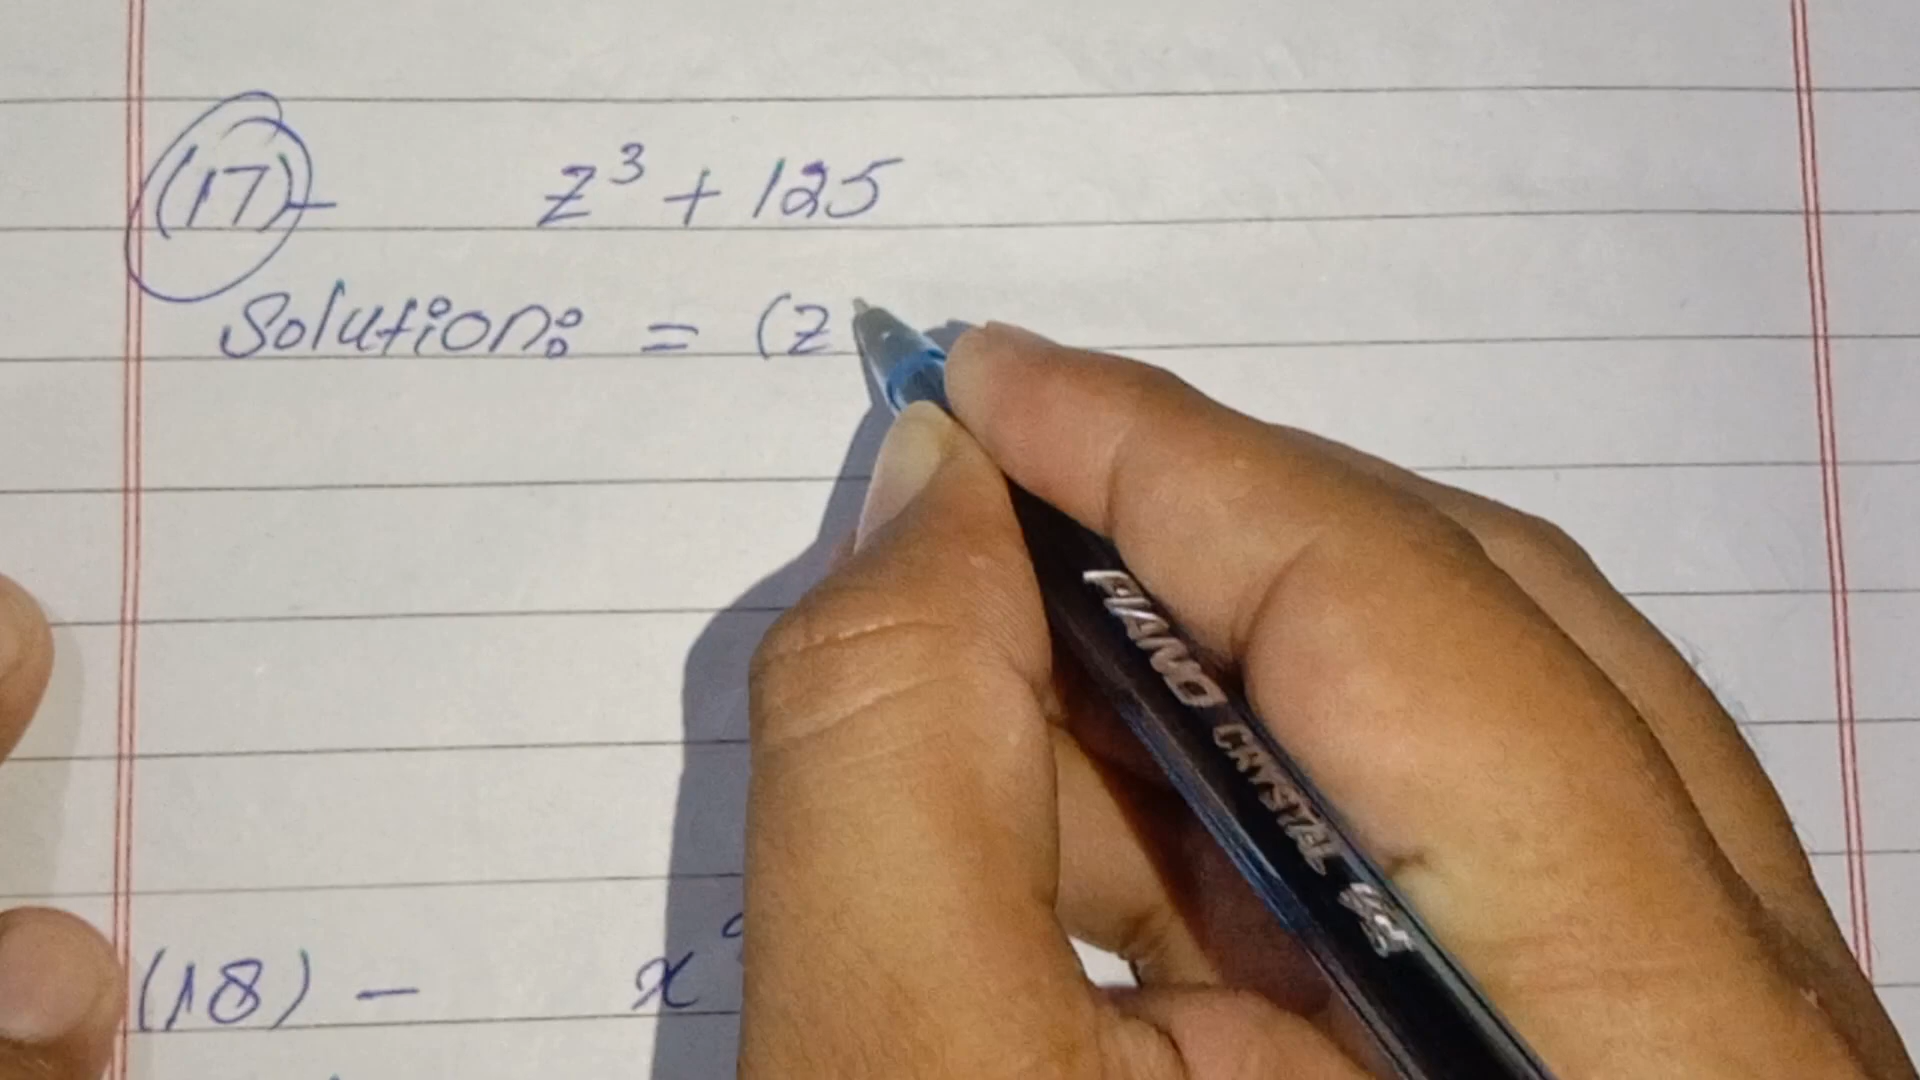 (17)- z³ + 125
Solution: = (z
PIANO CRYSTAL
(18) - x